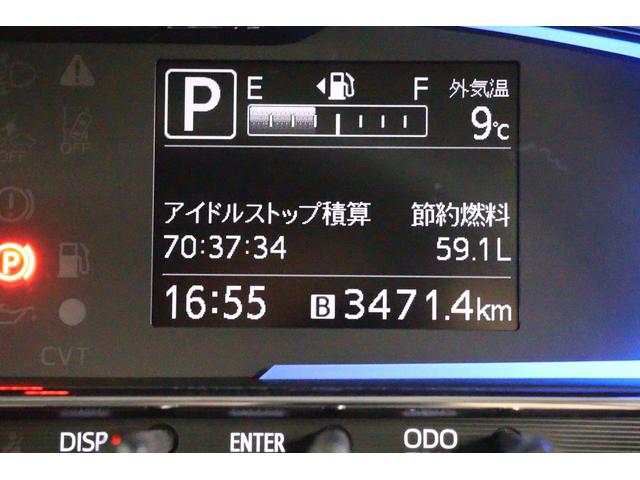 P E F 外気温
9℃
OFF OFF
アイドルストップ積算 節約燃料
70:37:34 59.1L
P
16:55 B 3471.4km
CVT
DISP ENTER ODO